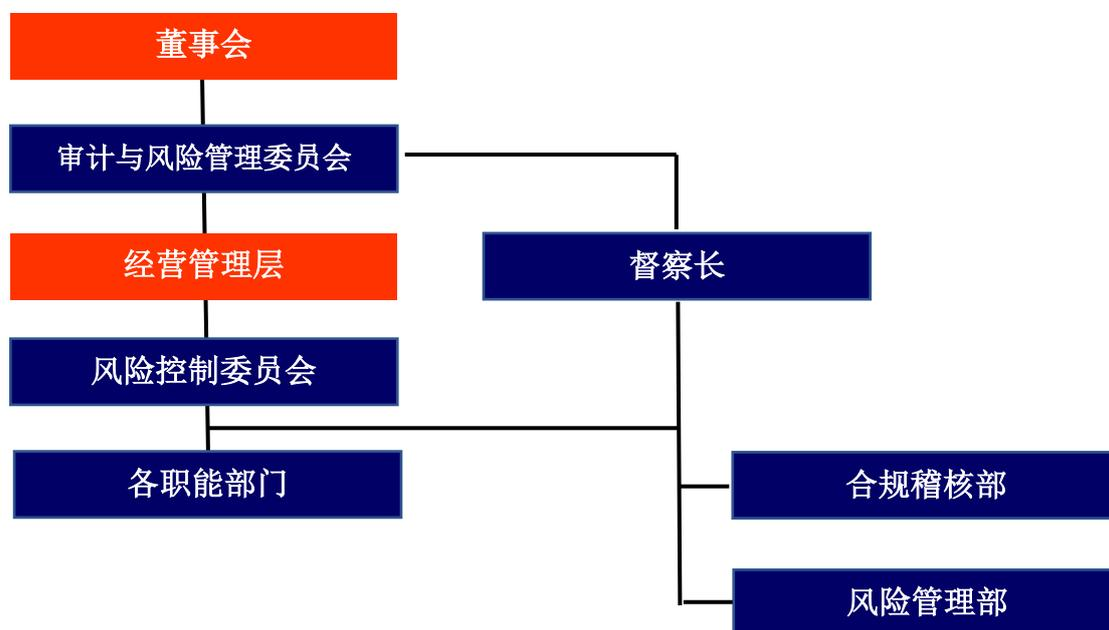 董事会
审计与风险管理委员会
经营管理层
督察长
风险控制委员会
各职能部门
合规稽核部
风险管理部